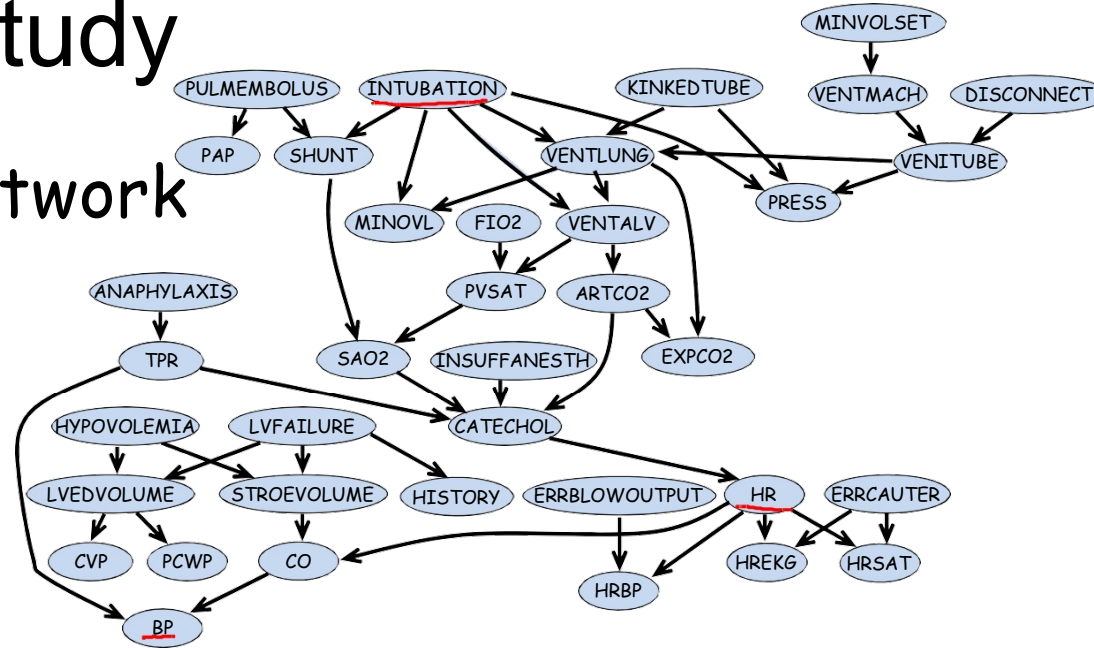 tudy
twork
MINVOLSET
PULMEMBOLUS INTUBATION KINKEDTUBE VENTMACH DISCONNECT
PAP SHUNT VENTLUNG VENITUBE
PRESS
MINOVL FIO2 VENTALV
ANAPHYLAXIS PVSAT ARTCO2
TPR SAO2 INSUFFANESTH EXPCO2
HYPOVOLEMIA LVFAILURE CATECHOL
LVEDVOLUME STROEVOLUME HISTORY ERRBLOWOUTPUT HR ERRCAUTER
CVP PCWP CO HREKG HRSAT
HRBP
BP